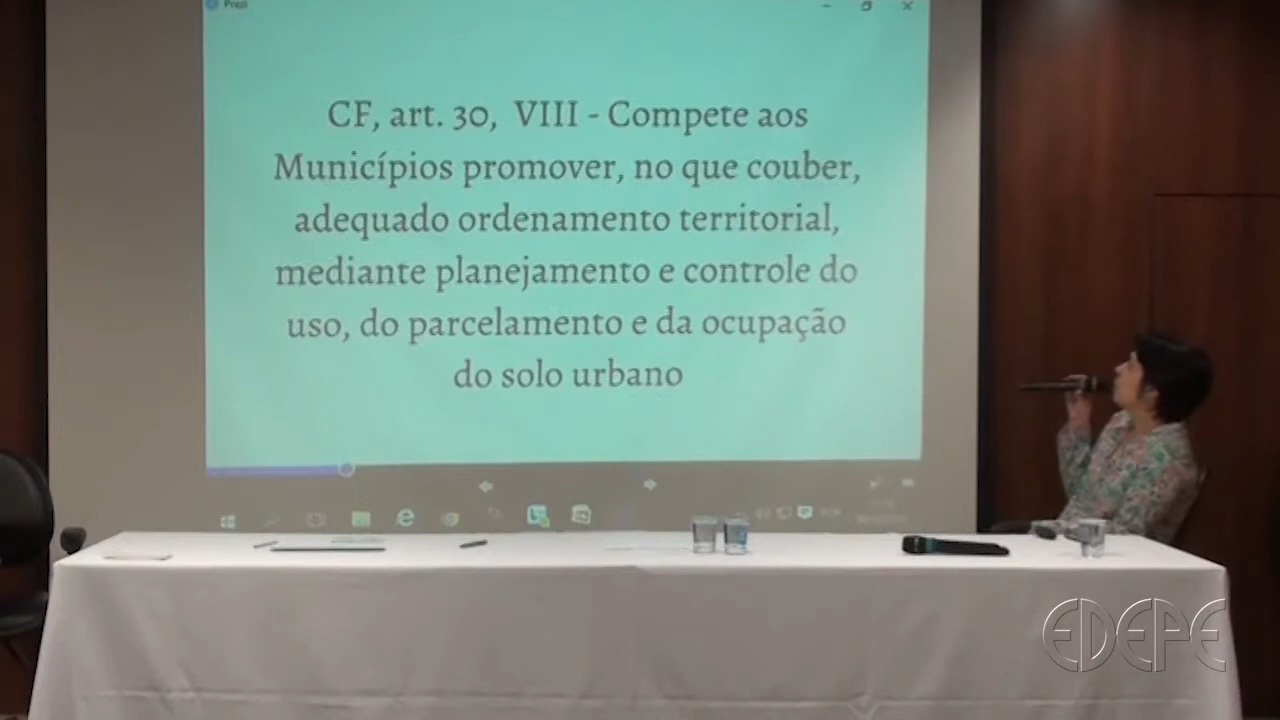 Prezi
CF, art. 30, VIII - Compete aos
Municípios promover, no que couber,
adequado ordenamento territorial,
mediante planejamento e controle do
uso, do parcelamento e da ocupação
do solo urbano
EDEPE